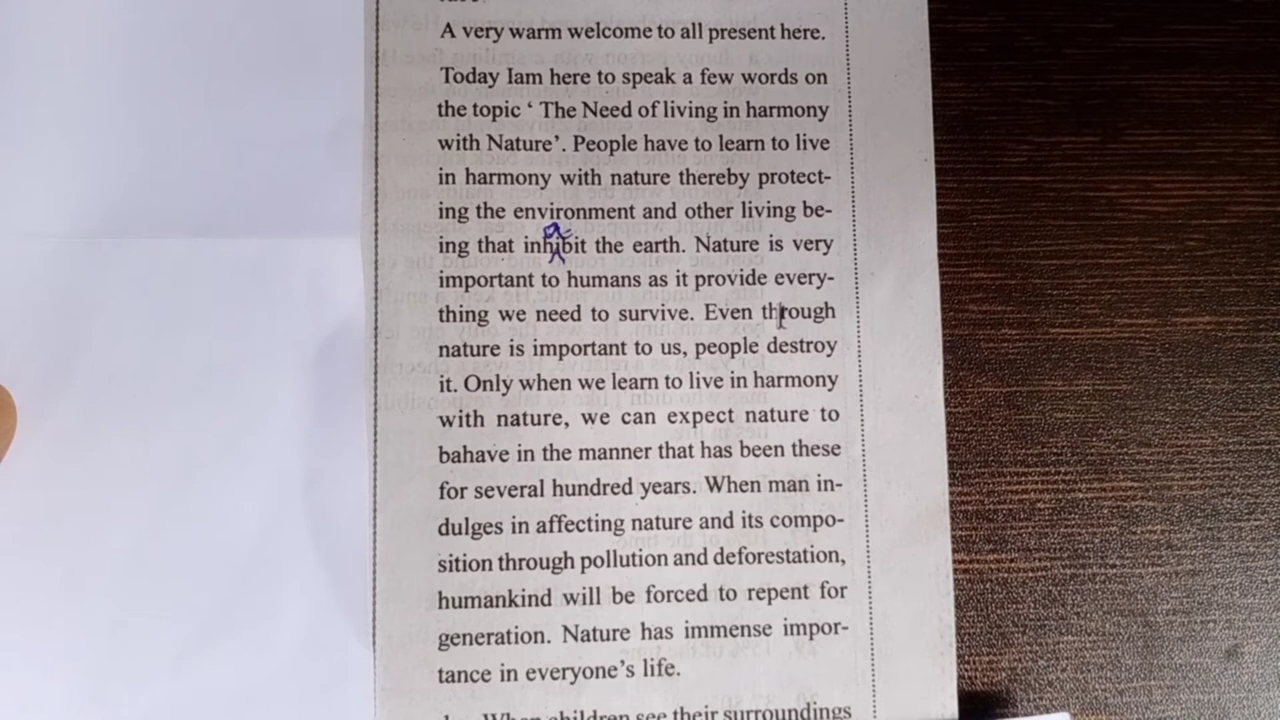 A very warm welcome to all present here.
Today Iam here to speak a few words on
the topic ‘ The Need of living in harmony
with Nature’. People have to learn to live
in harmony with nature thereby protect-
ing the environment and other living be-
a
ing that inhibit the earth. Nature is very
important to humans as it provide every-
thing we need to survive. Even through
nature is important to us, people destroy
it. Only when we learn to live in harmony
with nature, we can expect nature to
bahave in the manner that has been these
for several hundred years. When man in-
dulges in affecting nature and its compo-
sition through pollution and deforestation,
humankind will be forced to repent for
generation. Nature has immense impor-
tance in everyone’s life.
When children see their surroundings